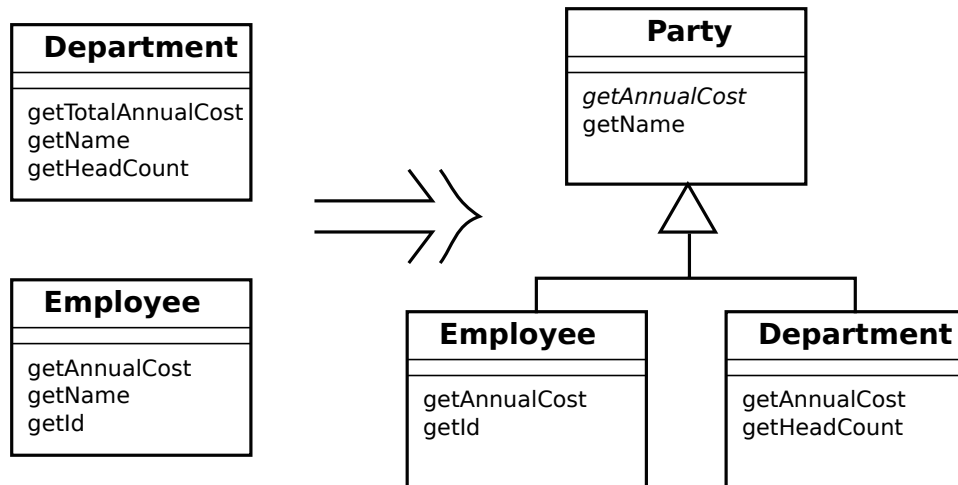 Department
getTotalAnnualCost
getName
getHeadCount
Employee
getAnnualCost
getName
getId
Party
getAnnualCost
getName
Employee
getAnnualCost
getId
Department
getAnnualCost
getHeadCount